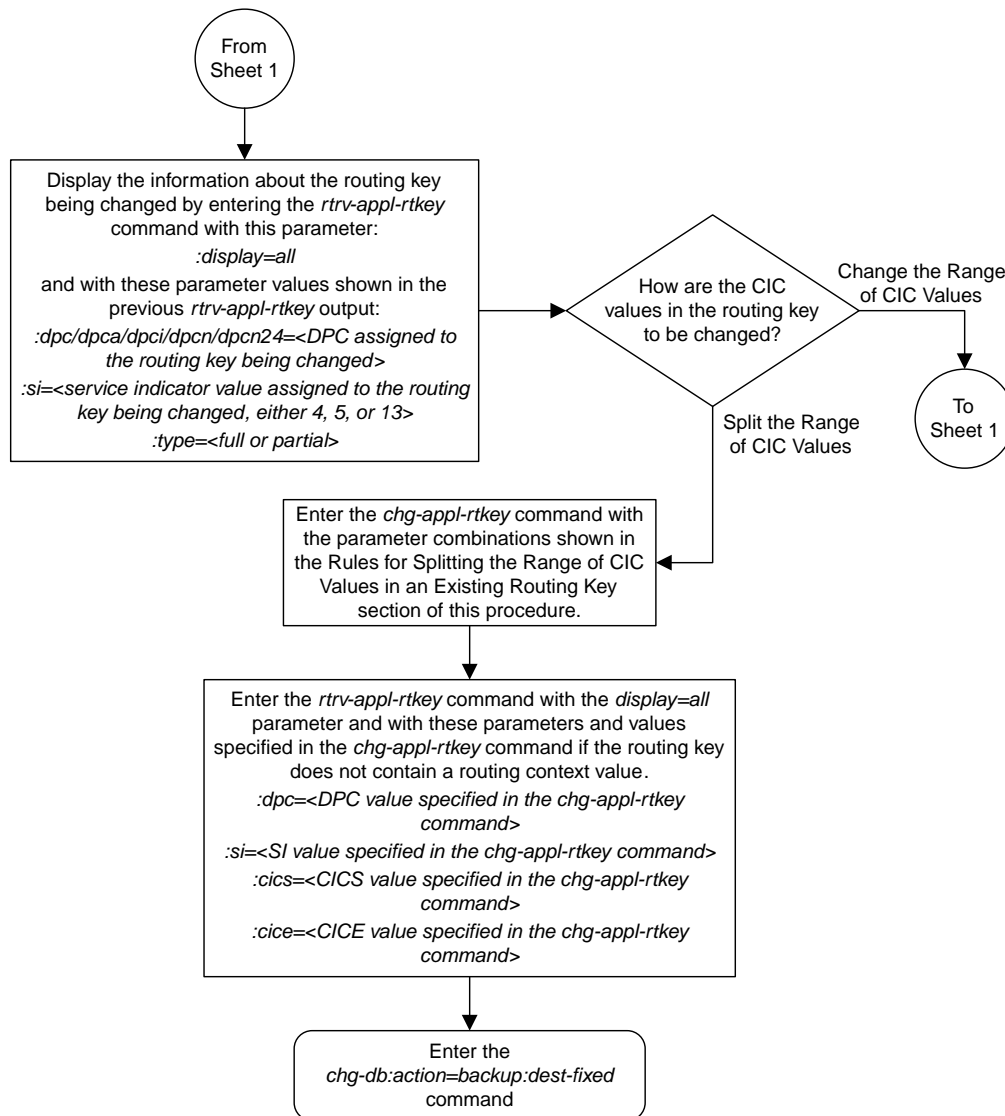 From
Sheet 1
Display the information about the routing key
being changed by entering the rtrv-appl-rtkey
command with this parameter:
:display=all
and with these parameter values shown in the
previous rtrv-appl-rtkey output:
:dpc/dpca/dpci/dpcn/dpcn24=<DPC assigned to
the routing key being changed>
:si=<service indicator value assigned to the routing
key being changed, either 4, 5, or 13>
:type=<full or partial>
How are the CIC
values in the routing key
to be changed?
Change the Range
of CIC Values
To
Sheet 1
Split the Range
of CIC Values
Enter the chg-appl-rtkey command with
the parameter combinations shown in
the Rules for Splitting the Range of CIC
Values in an Existing Routing Key
section of this procedure.
Enter the rtrv-appl-rtkey command with the display=all
parameter and with these parameters and values
specified in the chg-appl-rtkey command if the routing key
does not contain a routing context value.
:dpc=<DPC value specified in the chg-appl-rtkey
command>
:si=<SI value specified in the chg-appl-rtkey command>
:cics=<CICS value specified in the chg-appl-rtkey
command>
:cice=<CICE value specified in the chg-appl-rtkey
command>
Enter the
chg-db:action=backup:dest-fixed
command